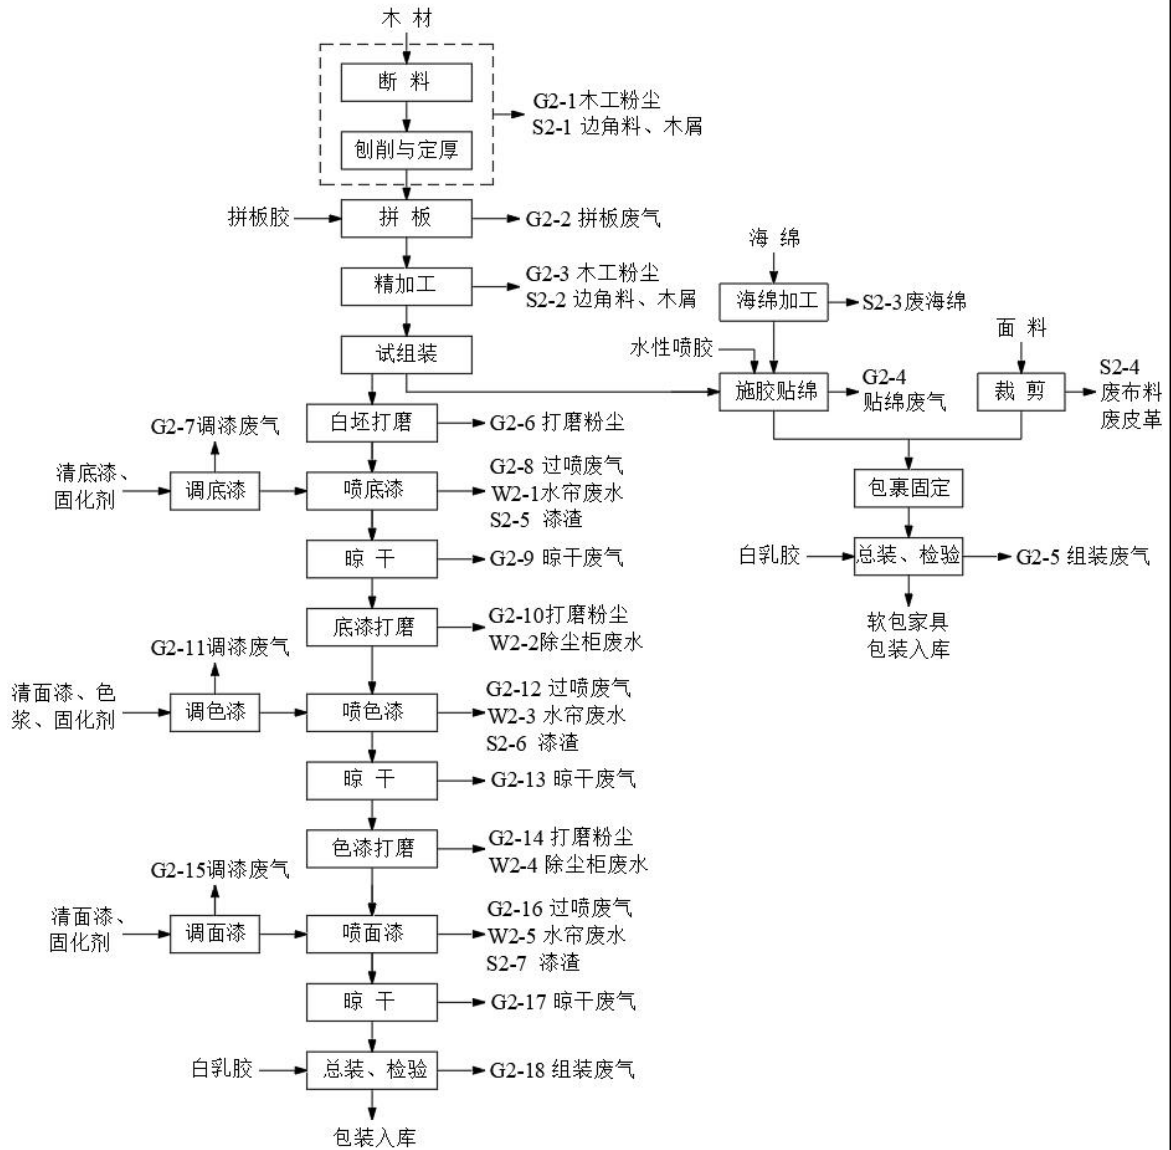 木 材
断 料
G2-1木工粉尘
S2-1 边角料、木屑
刨削与定厚
拼板胶
拼 板
G2-2 拼板废气
海 绵
精加工
G2-3 木工粉尘
S2-2 边角料、木屑
海绵加工
S2-3废海绵
面 料
试组装
水性喷胶
施胶贴绵
G2-4
贴绵废气
裁 剪
S2-4
废布料
废皮革
白坯打磨
G2-6 打磨粉尘
G2-7调漆废气
清底漆、
固化剂
调底漆
喷底漆
G2-8 过喷废气
W2-1水帘废水
S2-5 漆渣
包裹固定
晾 干
G2-9 晾干废气
白乳胶
总装、检验
G2-5 组装废气
软包家具
包装入库
底漆打磨
G2-10打磨粉尘
W2-2除尘柜废水
G2-11调漆废气
清面漆、色
浆、固化剂
调色漆
喷色漆
G2-12 过喷废气
W2-3 水帘废水
S2-6 漆渣
晾 干
G2-13 晾干废气
色漆打磨
G2-14 打磨粉尘
W2-4 除尘柜废水
G2-15调漆废气
清面漆、
固化剂
调面漆
喷面漆
G2-16 过喷废气
W2-5 水帘废水
S2-7 漆渣
晾 干
G2-17 晾干废气
白乳胶
总装、检验
G2-18 组装废气
包装入库